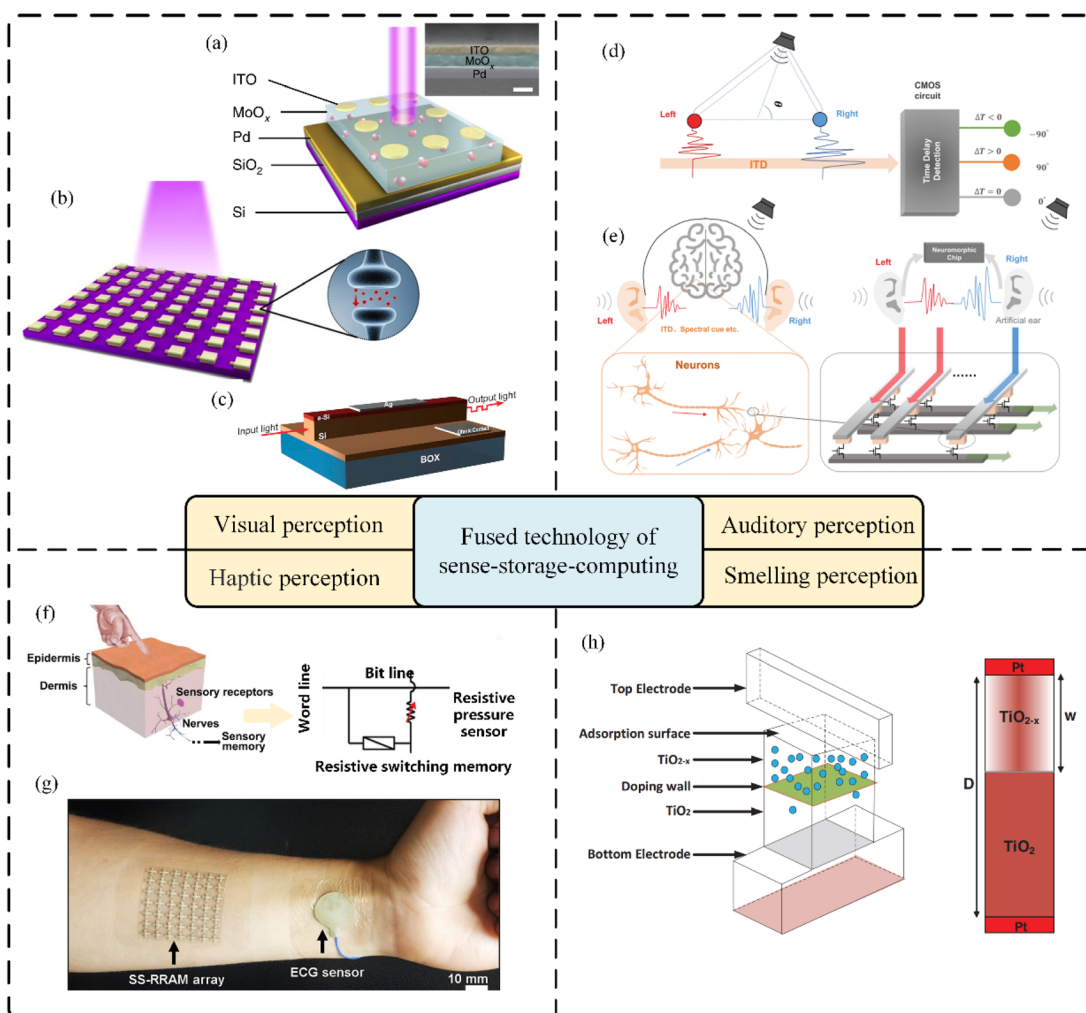 (a)
ITO
MoOx
Pd
SiO2
Si
ITO
MoOx
Pd
(b)
(c)
Ag
a-Si
Si
Input light
Output light
Ohmic Contact
BOX
(d)
θ
Left
Right
ITD
CMOS
circuit
Time Delay
Detection
ΔT < 0
−90°
ΔT > 0
90°
ΔT = 0
0°
(e)
Left
Right
ITD、Spectral cue etc.
Neurons
Neuromorphic
Chip
Left
Right
Artificial ear
......
Visual perception
Haptic perception
Fused technology of
sense-storage-computing
Auditory perception
Smelling perception
(f)
Epidermis
Dermis
Sensory receptors
Nerves
Sensory
memory
Word line
Bit line
Resistive
pressure
sensor
Resistive switching memory
(g)
SS-RRAM array
ECG sensor
10 mm
(h)
Top Electrode
Adsorption surface
TiO2-x
Doping wall
TiO2
Bottom Electrode
Pt
TiO2-x
w
D
TiO2
Pt